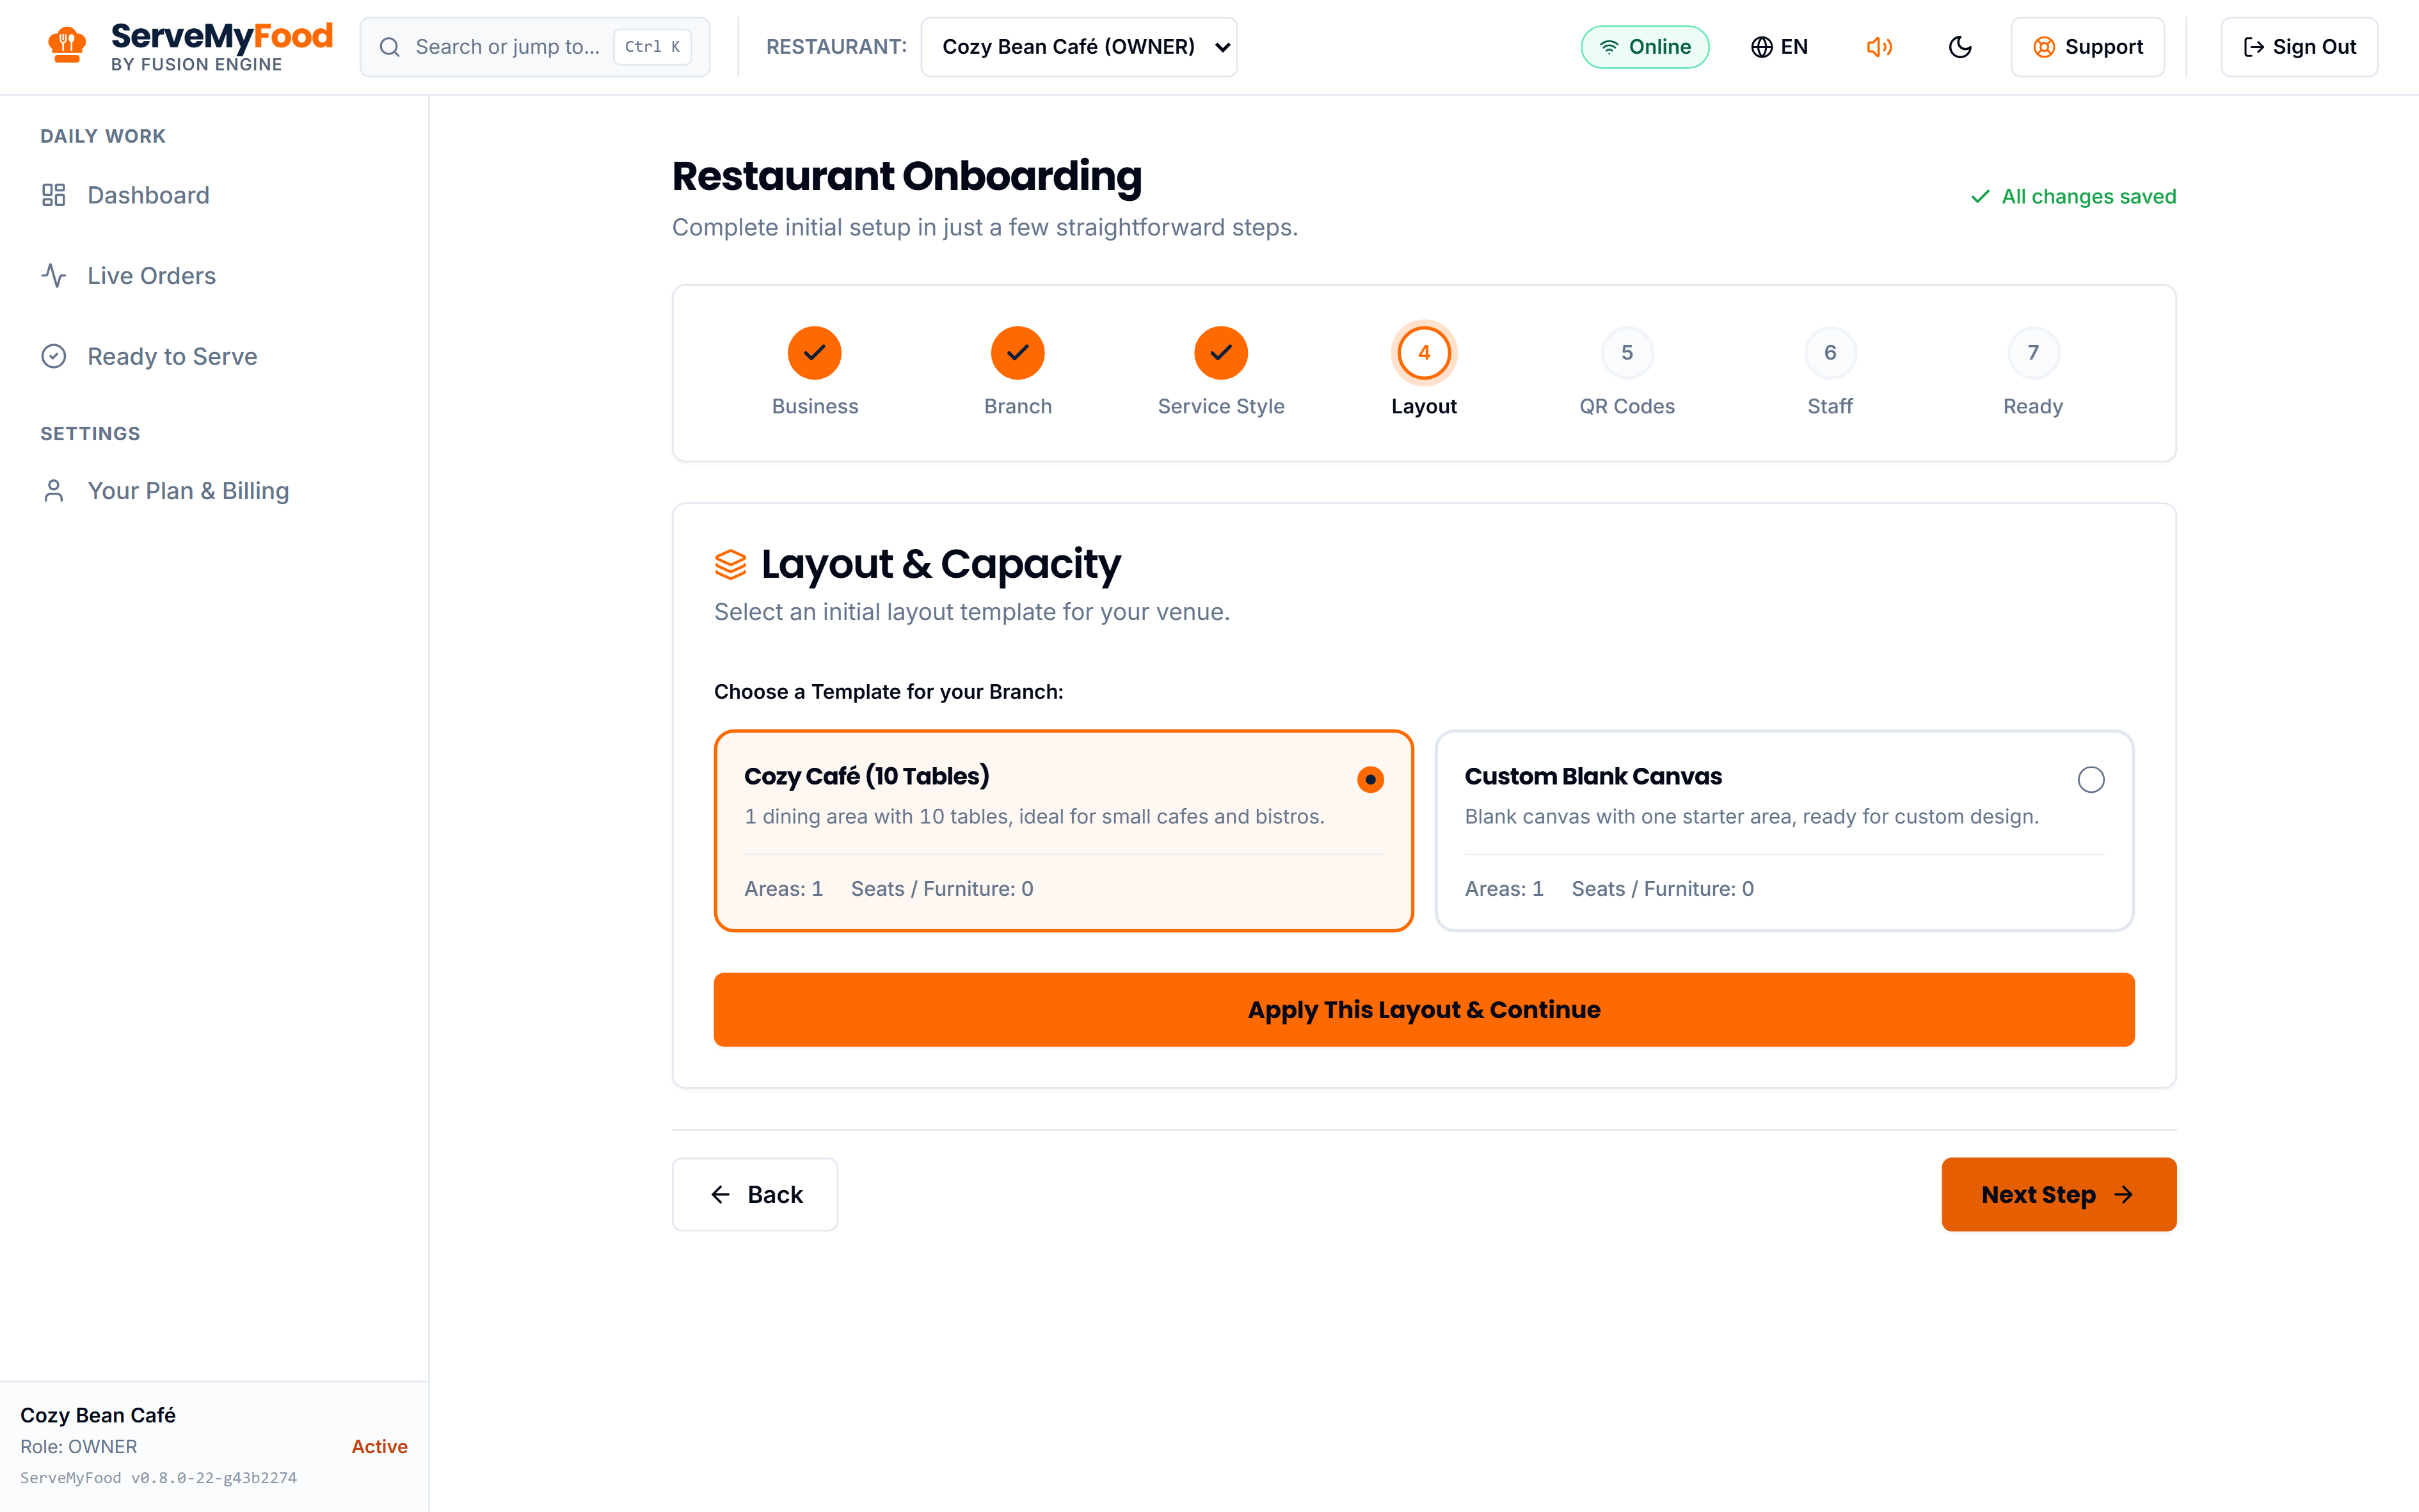 ServeMyFood
BY FUSION ENGINE
Search or jump to... Ctrl K
RESTAURANT: Cozy Bean Café (OWNER)
Online
EN
Support
Sign Out
DAILY WORK
Dashboard
Live Orders
Ready to Serve
SETTINGS
Your Plan & Billing
Restaurant Onboarding
Complete initial setup in just a few straightforward steps.
All changes saved
4 5 6 7
Business Branch Service Style Layout QR Codes Staff Ready
Layout & Capacity
Select an initial layout template for your venue.
Choose a Template for your Branch:
Cozy Café (10 Tables)
1 dining area with 10 tables, ideal for small cafes and bistros.
Areas: 1 Seats / Furniture: 0
Custom Blank Canvas
Blank canvas with one starter area, ready for custom design.
Areas: 1 Seats / Furniture: 0
Apply This Layout & Continue
Back
Next Step
Cozy Bean Café
Role: OWNER Active
ServeMyFood v0.8.0-22-g43b2274